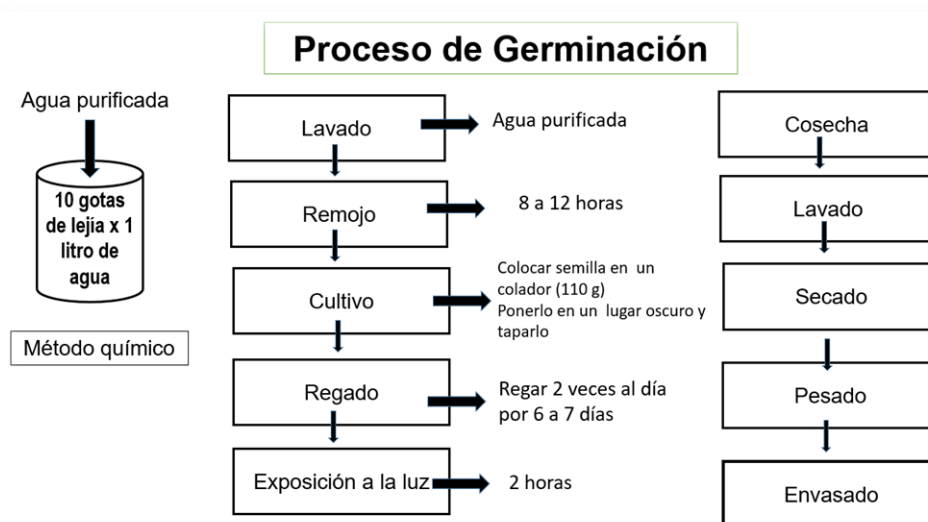 Proceso de Germinación
Agua purificada
10 gotas
de lejía x 1
litro de
agua
Método químico
Lavado
Agua purificada
Remojo
8 a 12 horas
Cultivo
Colocar semilla en un
colador (110 g)
Ponerlo en un lugar oscuro y
taparlo
Regado
Regar 2 veces al día
por 6 a 7 días
Exposición a la luz
2 horas
Cosecha
Lavado
Secado
Pesado
Envasado